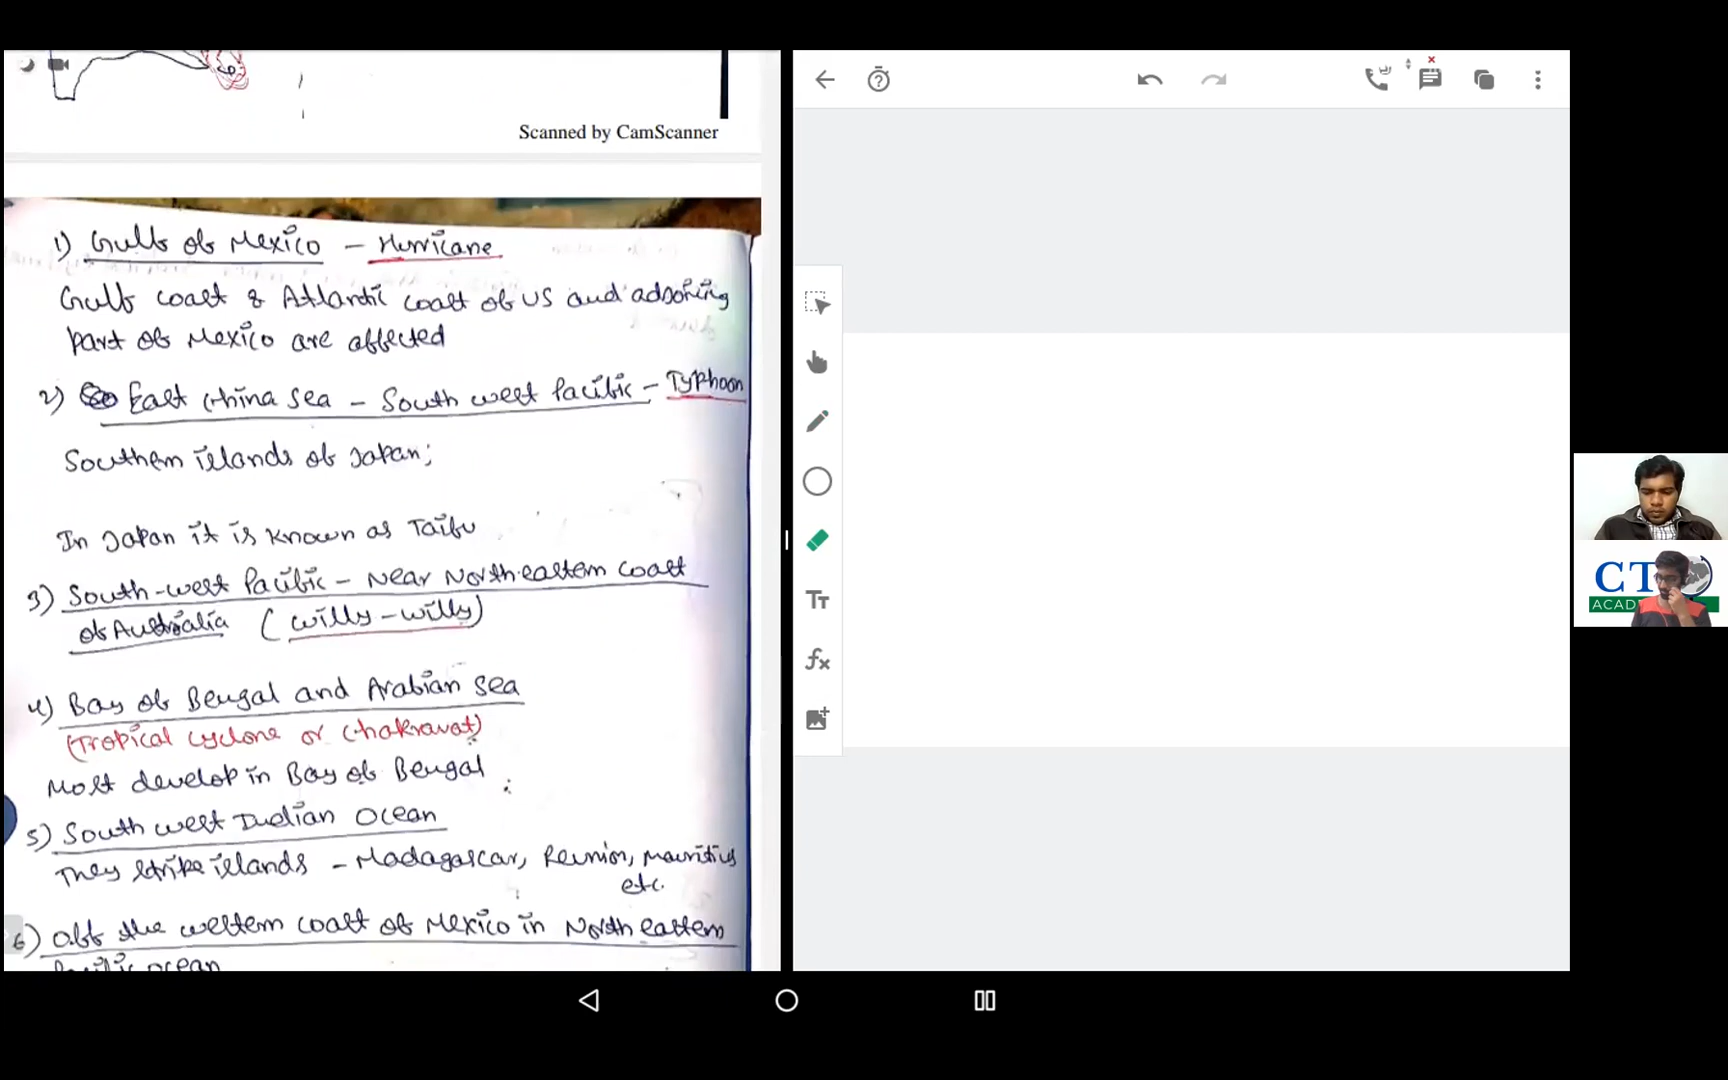 Scanned by CamScanner
1) Gulf of Mexico - Hurricane
Gulf coast & Atlantic coast of US and adjoining
part of Mexico are affected
2) East China Sea - South west Pacific - Typhoon
Southern islands of Japan;
In Japan it is known as Taifu
3) South-west Pacific - Near North-eastern coast
of Australia (willy-willy)
4) Bay of Bengal and Arabian Sea
(Tropical cyclone or Chakravat)
Most develop in Bay of Bengal
5) South west Indian Ocean
They strike islands - Madagascar, Reunion, Mauritius
etc.
6) Off the western coast of Mexico in North eastern
Pacific ocean
Tт
fx
CT
ACAD